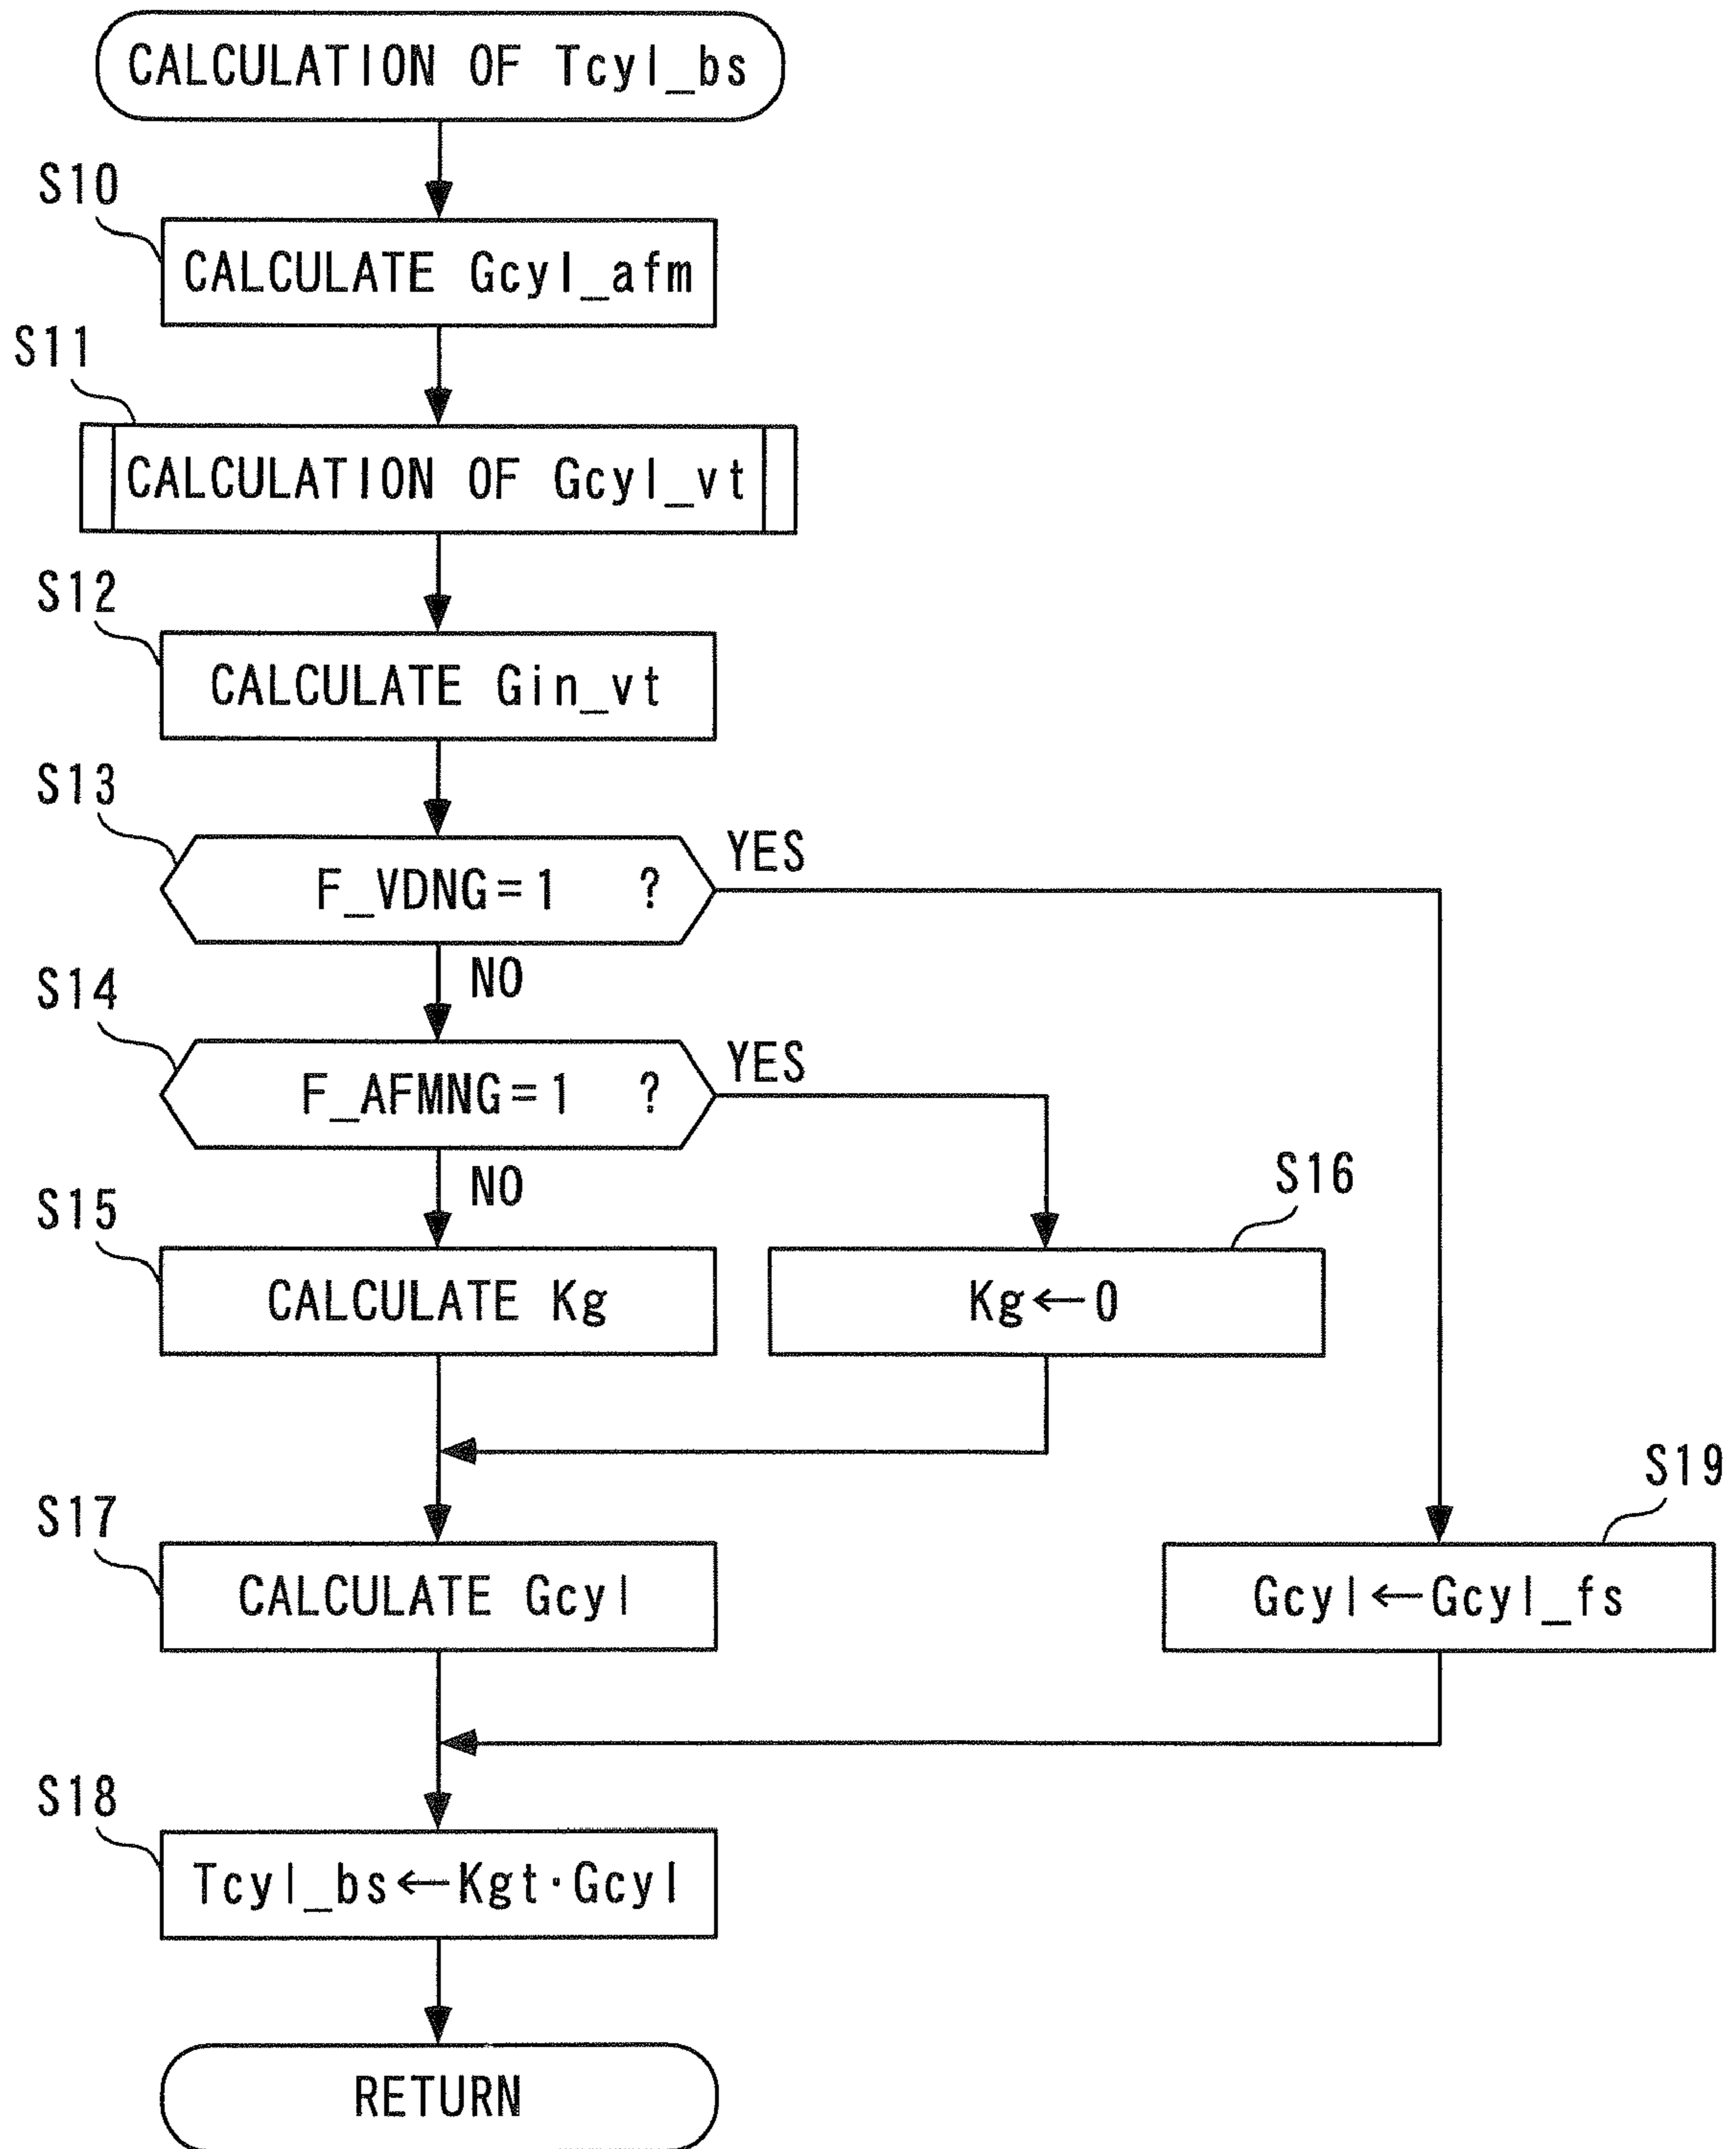 CALCULATION OF Tcyl_bs
S10
CALCULATE Gcyl_afm
S11
CALCULATION OF Gcyl_vt
S12
CALCULATE Gin_vt
S13
F_VDNG=1 ?
YES
NO
S14
F_AFMNG=1 ?
YES
NO
S15
CALCULATE Kg
S16
Kg←0
S17
CALCULATE Gcyl
S19
Gcyl←Gcyl_fs
S18
Tcyl_bs←Kgt·Gcyl
RETURN